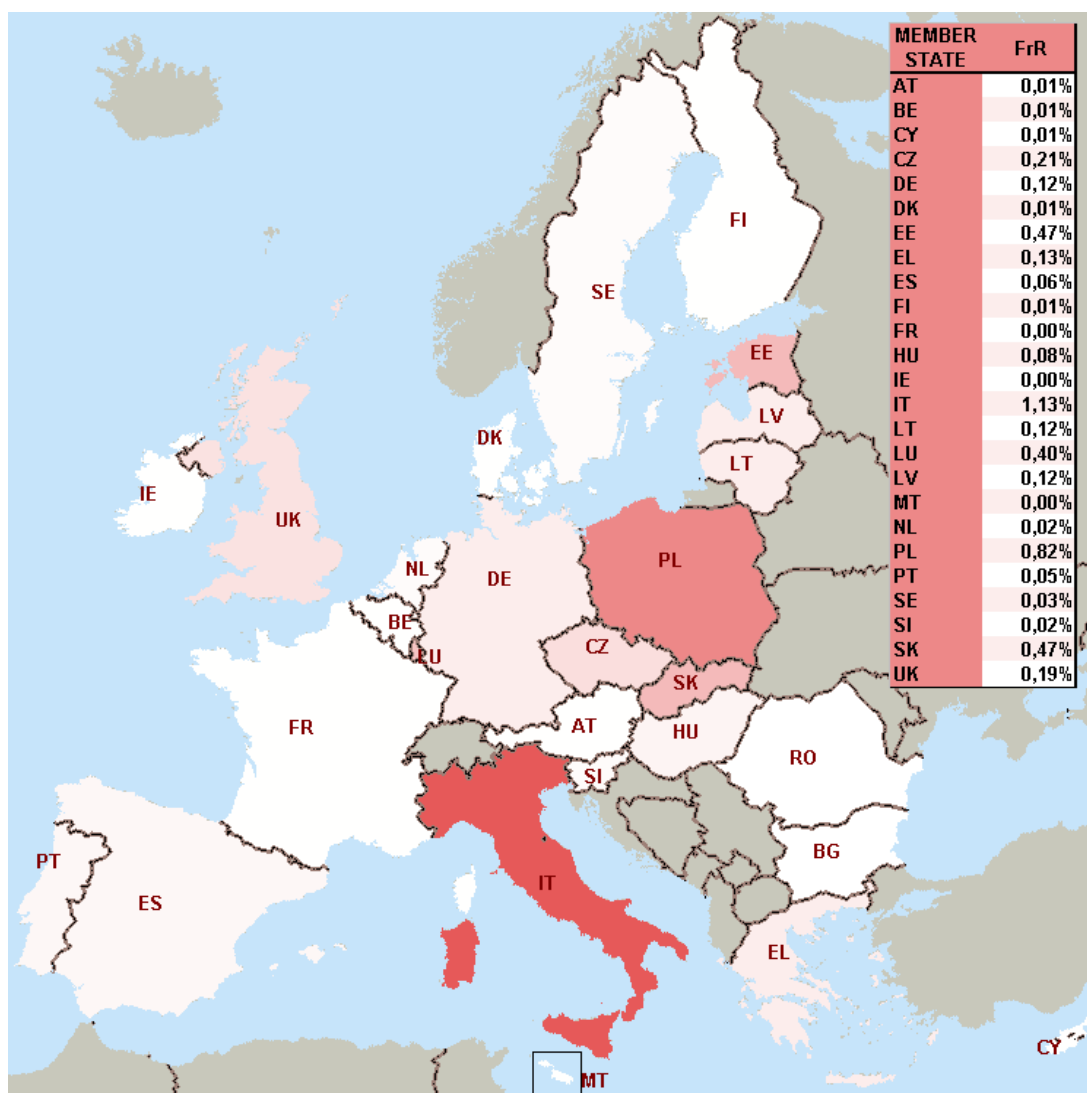 MEMBER STATE FrR
AT 0,01%
BE 0,01%
CY 0,01%
CZ 0,21%
DE 0,12%
DK 0,01%
EE 0,47%
EL 0,13%
ES 0,06%
FI 0,01%
FR 0,00%
HU 0,08%
IE 0,00%
IT 1,13%
LT 0,12%
LU 0,40%
LV 0,12%
MT 0,00%
NL 0,02%
PL 0,82%
PT 0,05%
SE 0,03%
SI 0,02%
SK 0,47%
UK 0,19%
FI
SE
EE
LV
DK
LT
IE
UK
PL
NL
DE
BE
CZ
LU
SK
FR
AT
HU
RO
SI
PT
BG
IT
ES
EL
CY
MT